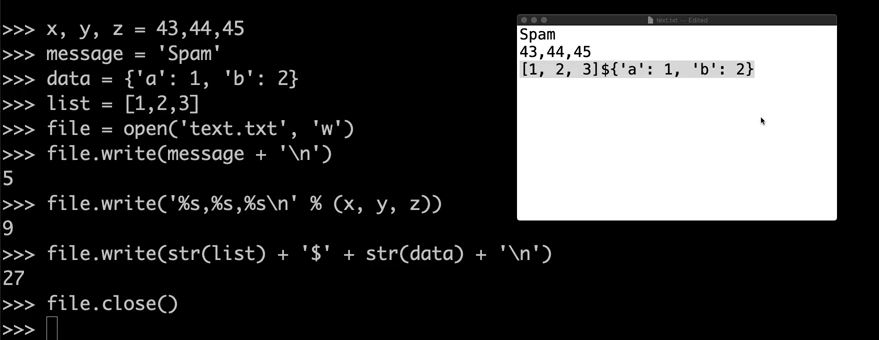 >>> x, y, z = 43,44,45
>>> message = 'Spam'
>>> data = {'a': 1, 'b': 2}
>>> list = [1,2,3]
>>> file = open('text.txt', 'w')
>>> file.write(message + '\n')
5
>>> file.write('%s,%s,%s\n' % (x, y, z))
9
>>> file.write(str(list) + '$' + str(data) + '\n')
27
>>> file.close()
>>>
text.txt — Edited
Spam
43,44,45
[1, 2, 3]${'a': 1, 'b': 2}